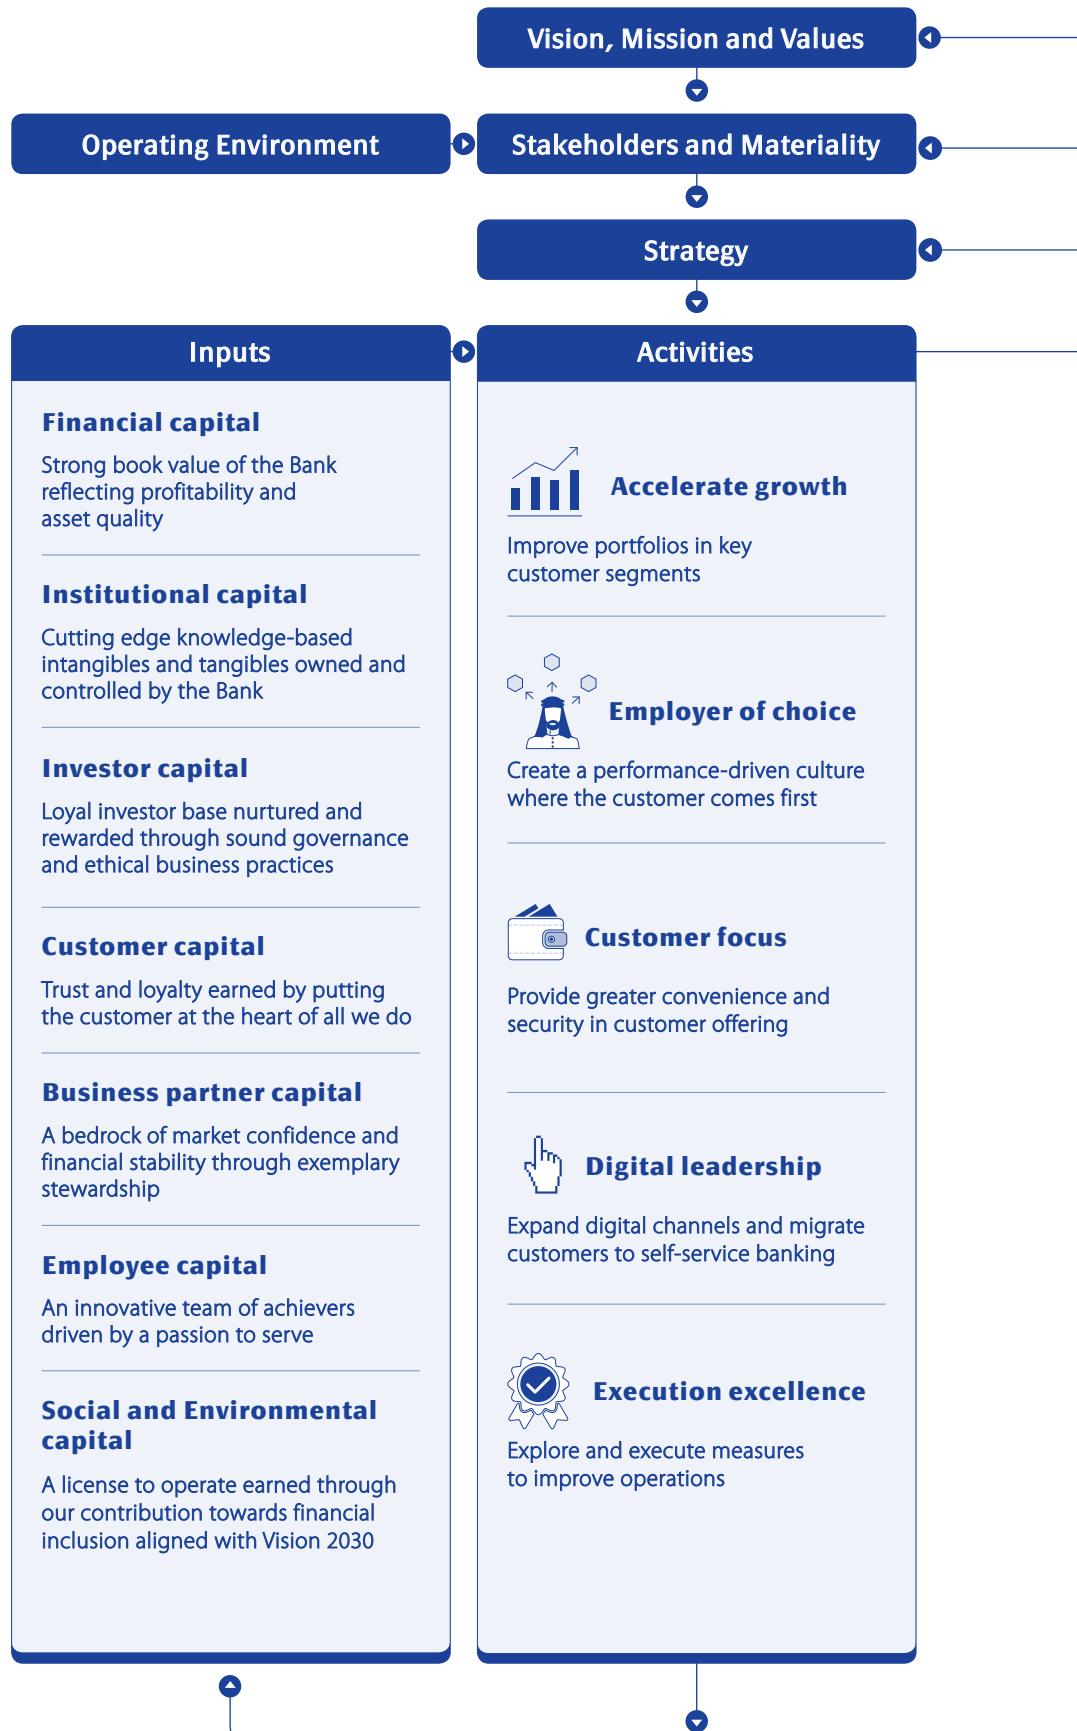 Vision, Mission and Values
Operating Environment
Stakeholders and Materiality
Strategy
Inputs
Financial capital
Strong book value of the Bank
reflecting profitability and
asset quality
Institutional capital
Cutting edge knowledge-based
intangibles and tangibles owned and
controlled by the Bank
Investor capital
Loyal investor base nurtured and
rewarded through sound governance
and ethical business practices
Customer capital
Trust and loyalty earned by putting
the customer at the heart of all we do
Business partner capital
A bedrock of market confidence and
financial stability through exemplary
stewardship
Employee capital
An innovative team of achievers
driven by a passion to serve
Social and Environmental
capital
A license to operate earned through
our contribution towards financial
inclusion aligned with Vision 2030
Activities
Accelerate growth
Improve portfolios in key
customer segments
Employer of choice
Create a performance-driven culture
where the customer comes first
Customer focus
Provide greater convenience and
security in customer offering
Digital leadership
Expand digital channels and migrate
customers to self-service banking
Execution excellence
Explore and execute measures
to improve operations